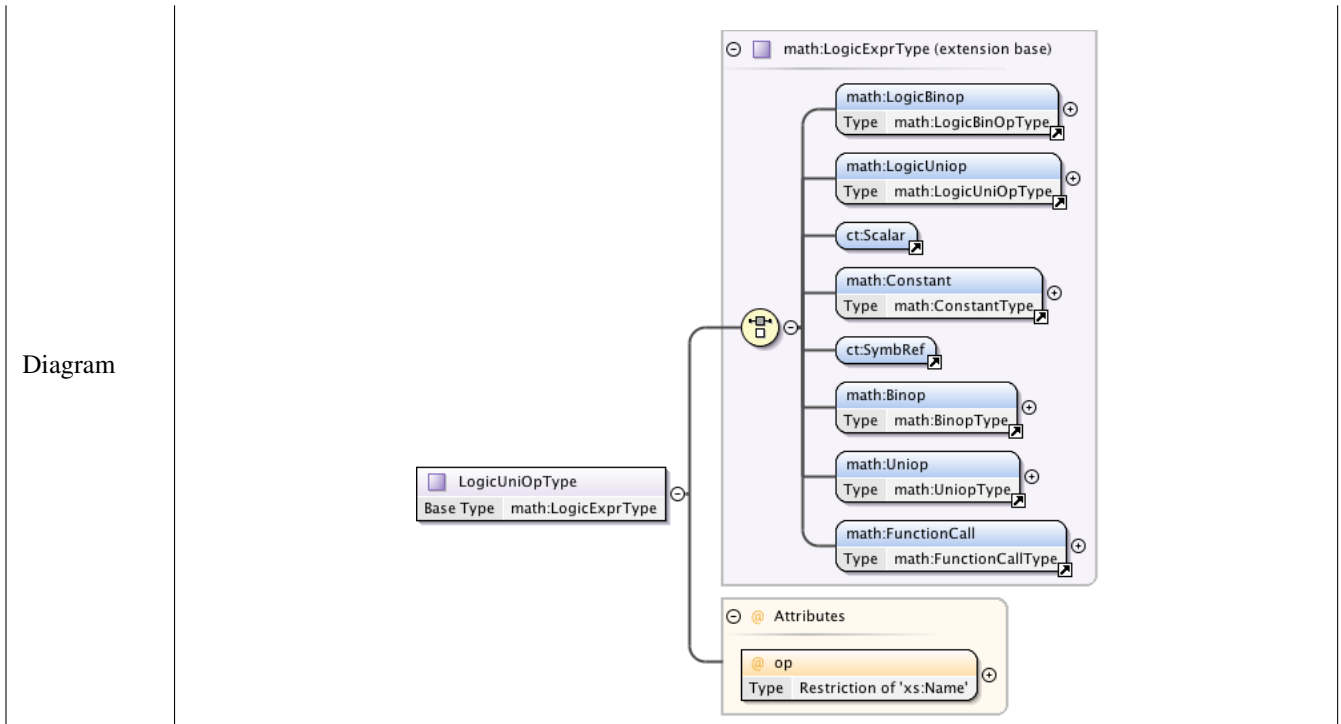 math:LogicExprType (extension base)
math:LogicBinop
Type math:LogicBinOpType
math:LogicUniop
Type math:LogicUniOpType
ct:Scalar
math:Constant
Type math:ConstantType
ct:SymbRef
Diagram
math:Binop
Type math:BinopType
math:Uniop
Type math:UniopType
LogicUniOpType
Base Type math:LogicExprType
math:FunctionCall
Type math:FunctionCallType
@ Attributes
@ op
Type Restriction of 'xs:Name'